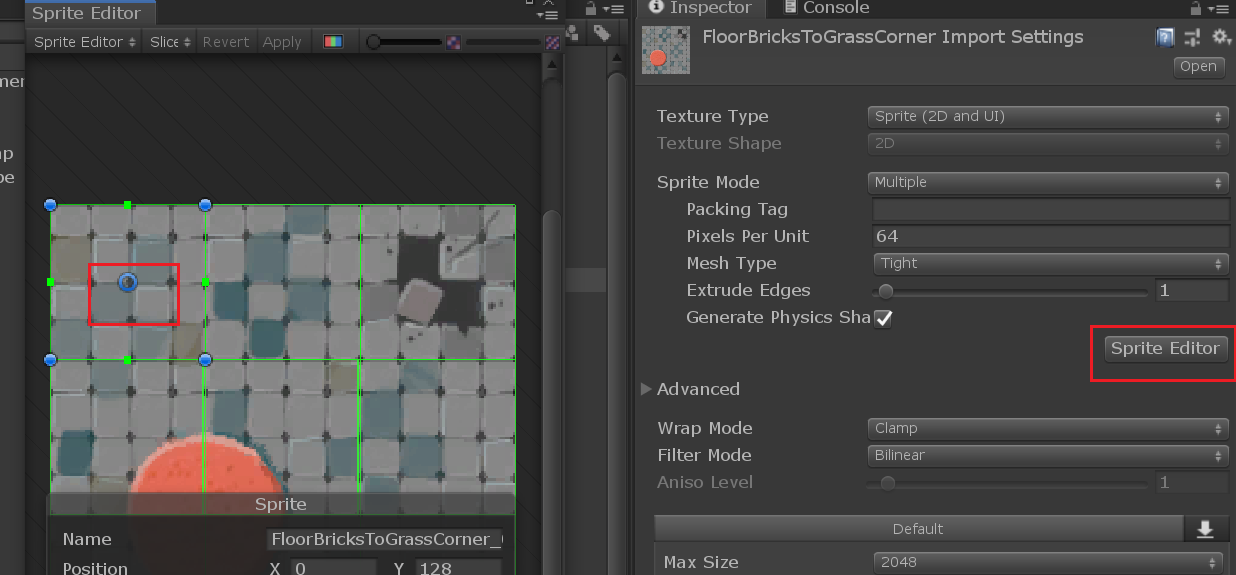 Sprite Editor
Sprite Editor Slice Revert Apply
Sprite
Name FloorBricksToGrassCorner_
Position X 0 Y 128
Inspector Console
FloorBricksToGrassCorner Import Settings
Open
Texture Type Sprite (2D and UI)
Texture Shape 2D
Sprite Mode Multiple
Packing Tag
Pixels Per Unit 64
Mesh Type Tight
Extrude Edges 1
Generate Physics Sha
Sprite Editor
Advanced
Wrap Mode Clamp
Filter Mode Bilinear
Aniso Level 1
Default
Max Size 2048